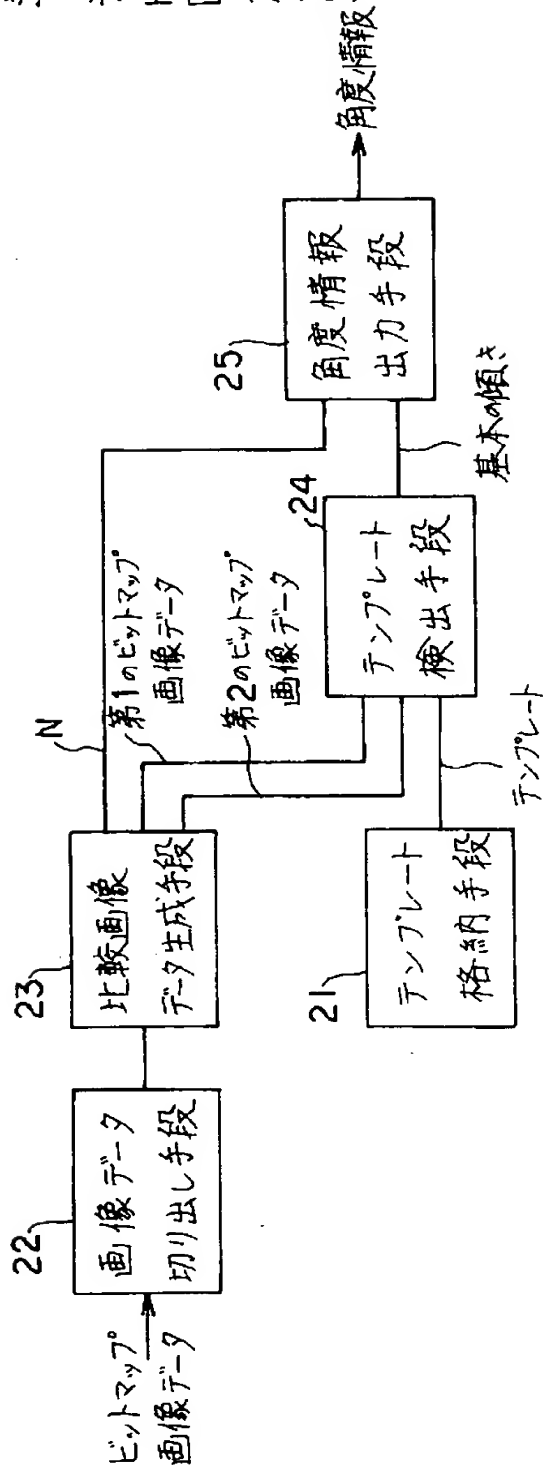 ビットマップ
画像データ
22
画像データ
切り出し手段
23
比較画像
データ生成手段
N
第1のビットマップ
画像データ
第2のビットマップ
画像データ
21
テンプレート
格納手段
テンプレート
24
テンプレート
検出手段
基本の傾き
25
角度情報
出力手段
角度情報